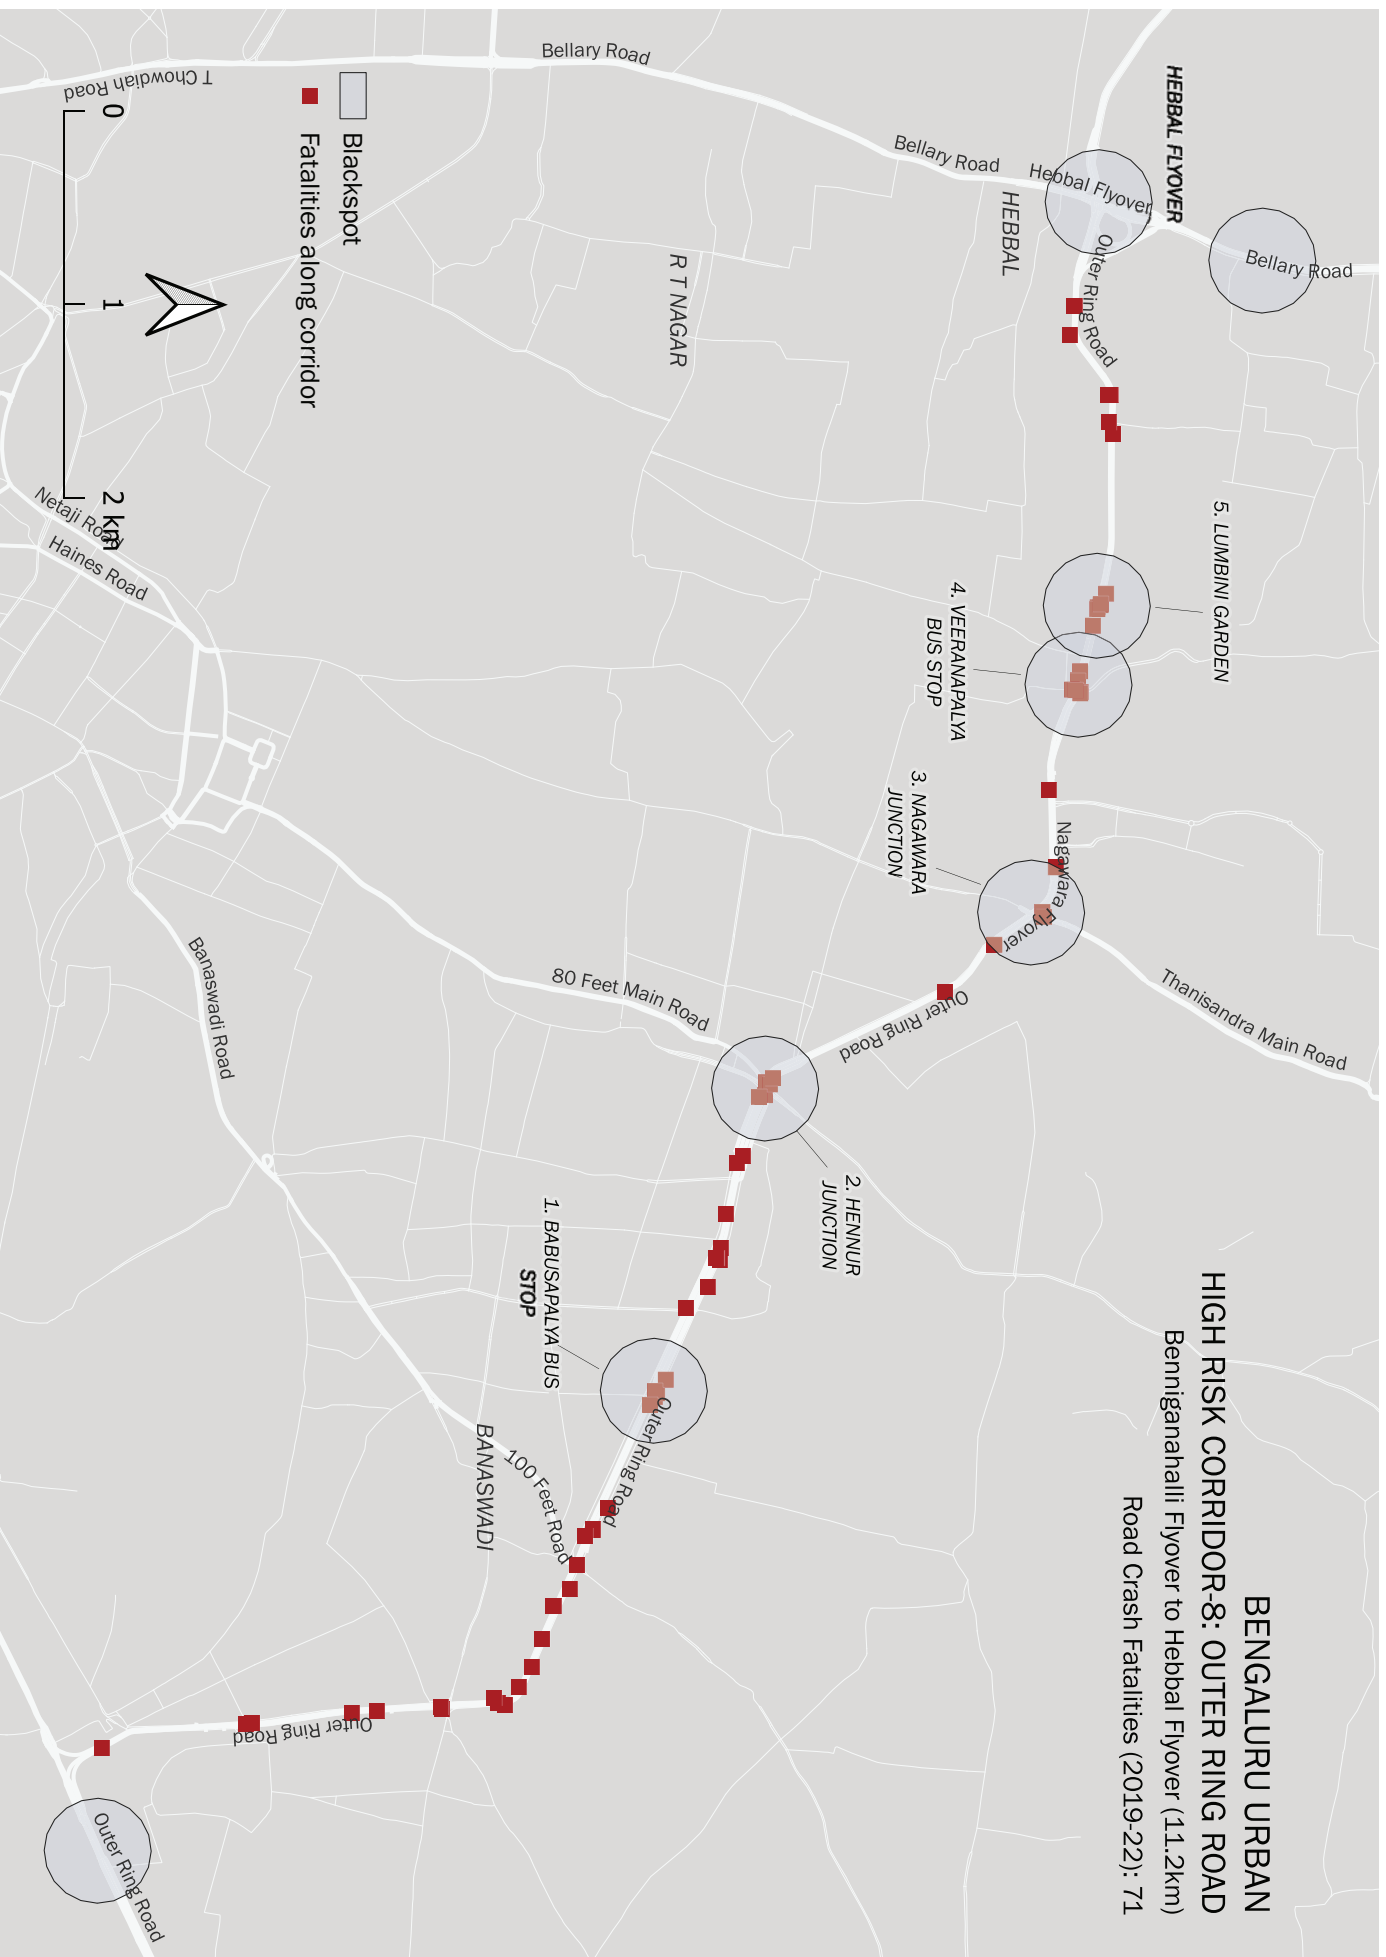 BENGALURU URBAN
HIGH RISK CORRIDOR-8: OUTER RING ROAD
Benniganahalli Flyover to Hebbal Flyover (11.2km)
Road Crash Fatalities (2019-22): 71
HEBBAL FLYOVER
Bellary Road
Hebbal Flyover
Bellary Road
Bellary Road
T Chowdiah Road
HEBBAL
Outer Ring Road
R T NAGAR
5. LUMBINI GARDEN
4. VEERANAPALYA
BUS STOP
3. NAGAWARA
JUNCTION
Nagawara Flyover
Thanisandra Main Road
Outer Ring Road
80 Feet Main Road
2. HENNUR
JUNCTION
1. BABUSAPALYA BUS
STOP
Outer Ring Road
100 Feet Road
BANASWADI
Banaswadi Road
Outer Ring Road
Outer Ring Road
Netaji Road
Haines Road
Blackspot
Fatalities along corridor
0
1
2 km